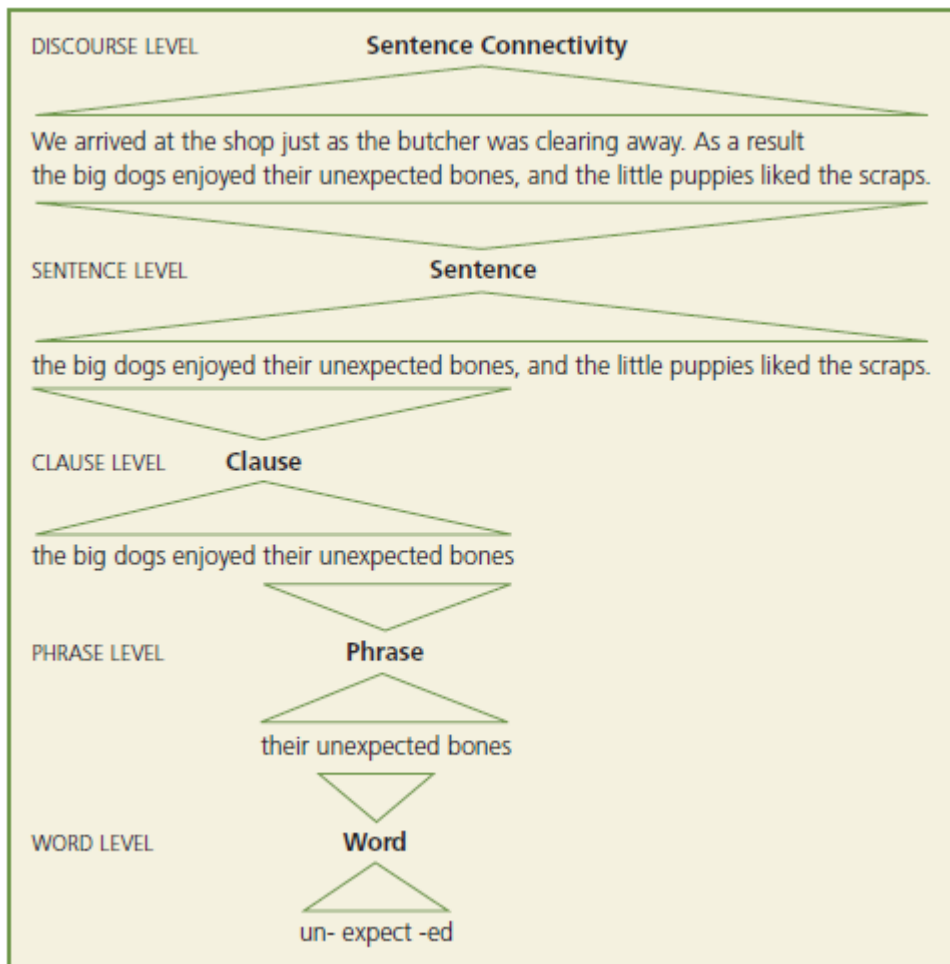 DISCOURSE LEVEL Sentence Connectivity
We arrived at the shop just as the butcher was clearing away. As a result
the big dogs enjoyed their unexpected bones, and the little puppies liked the scraps.
SENTENCE LEVEL Sentence
the big dogs enjoyed their unexpected bones, and the little puppies liked the scraps.
CLAUSE LEVEL Clause
the big dogs enjoyed their unexpected bones
PHRASE LEVEL Phrase
their unexpected bones
WORD LEVEL Word
un- expect -ed